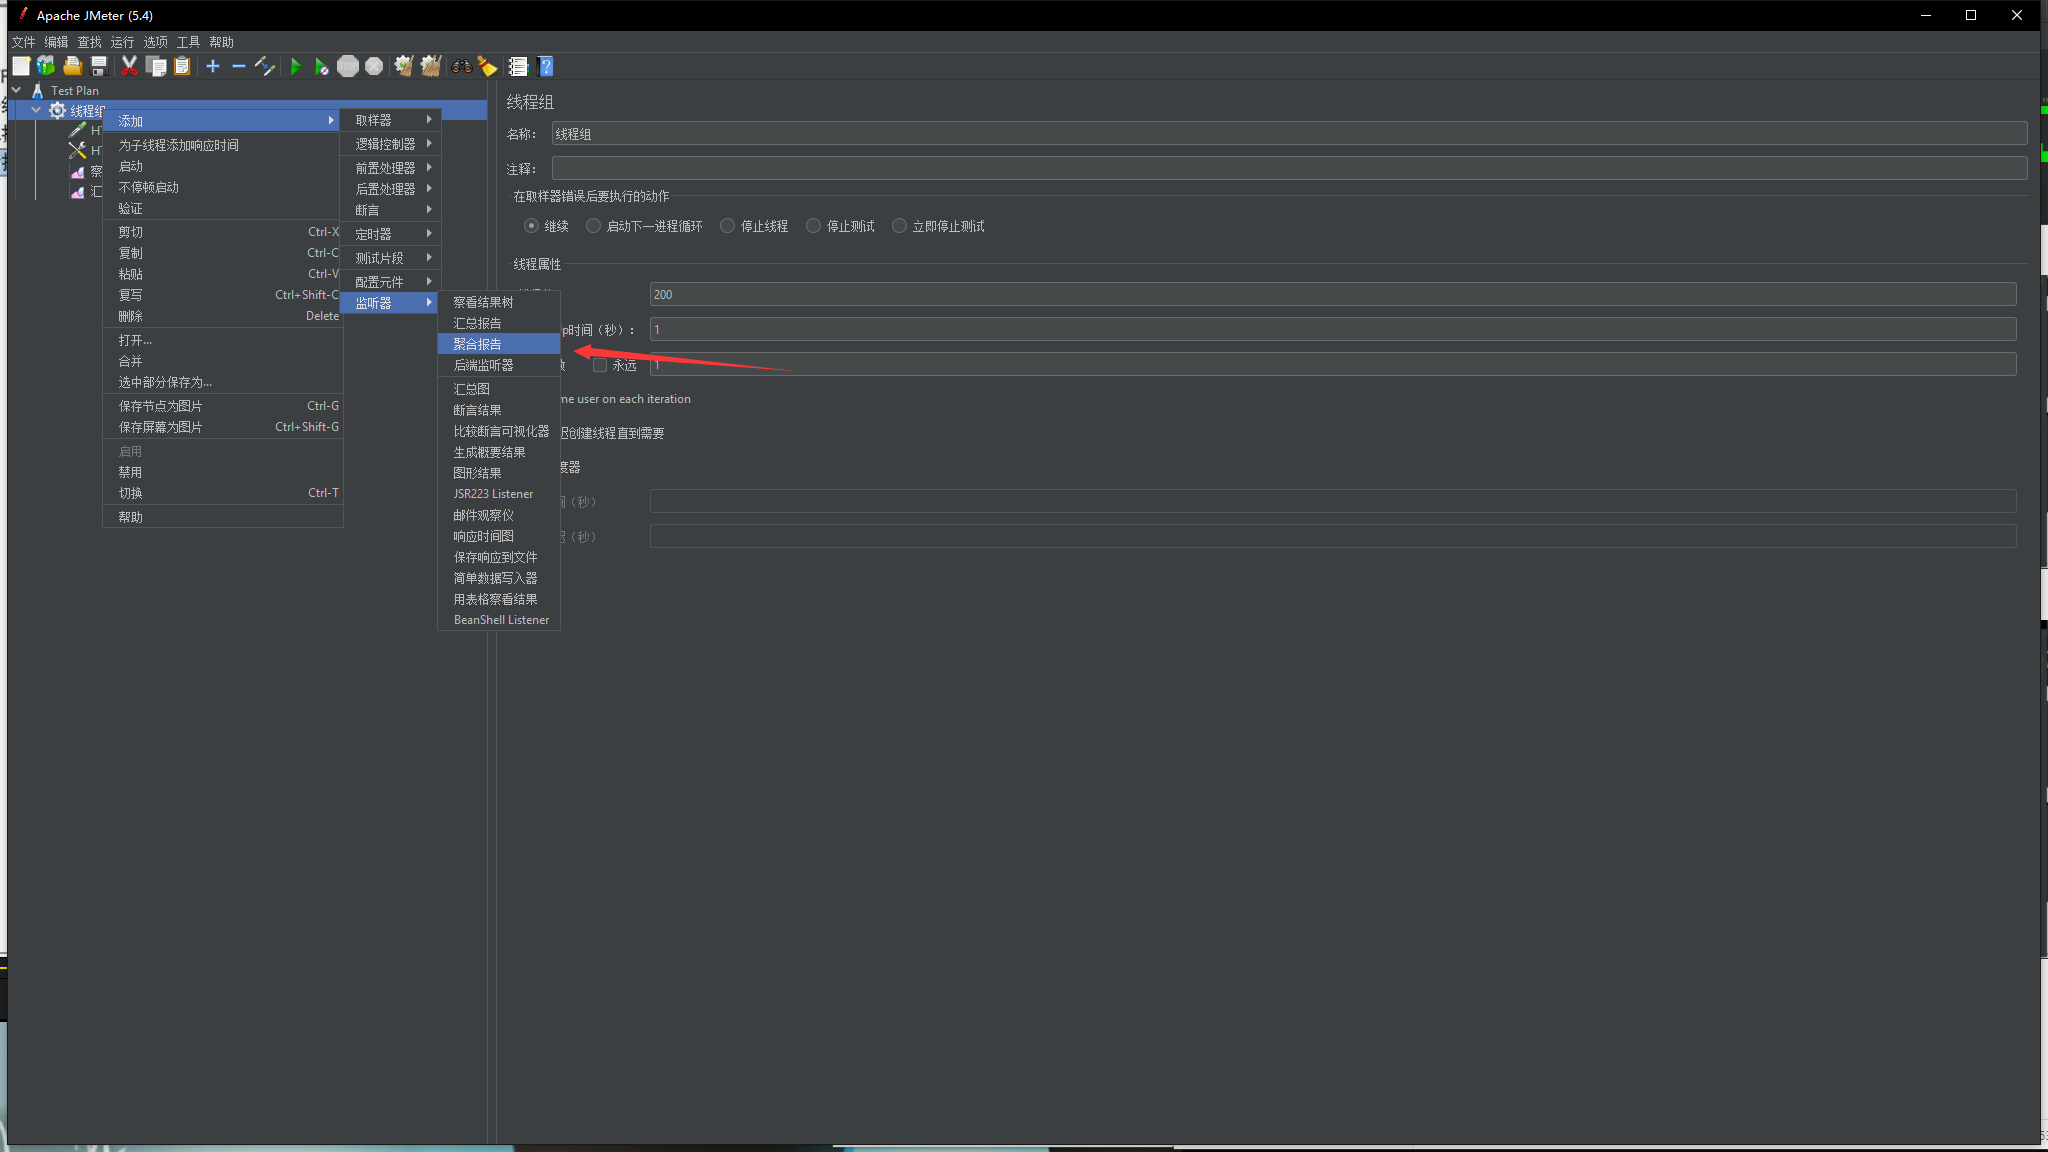 Apache JMeter (5.4)
文件 编辑 查找 运行 选项 工具 帮助
Test Plan
线程组
添加
为子线程添加响应时间
启动
不停顿启动
验证
剪切 Ctrl-X
复制 Ctrl-C
粘贴 Ctrl-V
复写 Ctrl+Shift-C
删除 Delete
打开...
合并
选中部分保存为...
保存节点为图片 Ctrl-G
保存屏幕为图片 Ctrl+Shift-G
启用
禁用
切换 Ctrl-T
帮助
取样器
逻辑控制器
前置处理器
后置处理器
断言
定时器
测试片段
配置元件
监听器
察看结果树
汇总报告
聚合报告
后端监听器
汇总图
断言结果
比较断言可视化器
生成概要结果
图形结果
JSR223 Listener
邮件观察仪
响应时间图
保存响应到文件
简单数据写入器
用表格察看结果
BeanShell Listener
线程组
名称： 线程组
注释：
在取样器错误后要执行的动作
继续 启动下一进程循环 停止线程 停止测试 立即停止测试
线程属性
200
时间（秒）： 1
永远 1
user on each iteration
创建线程直到需要
度器
（秒）
（秒）